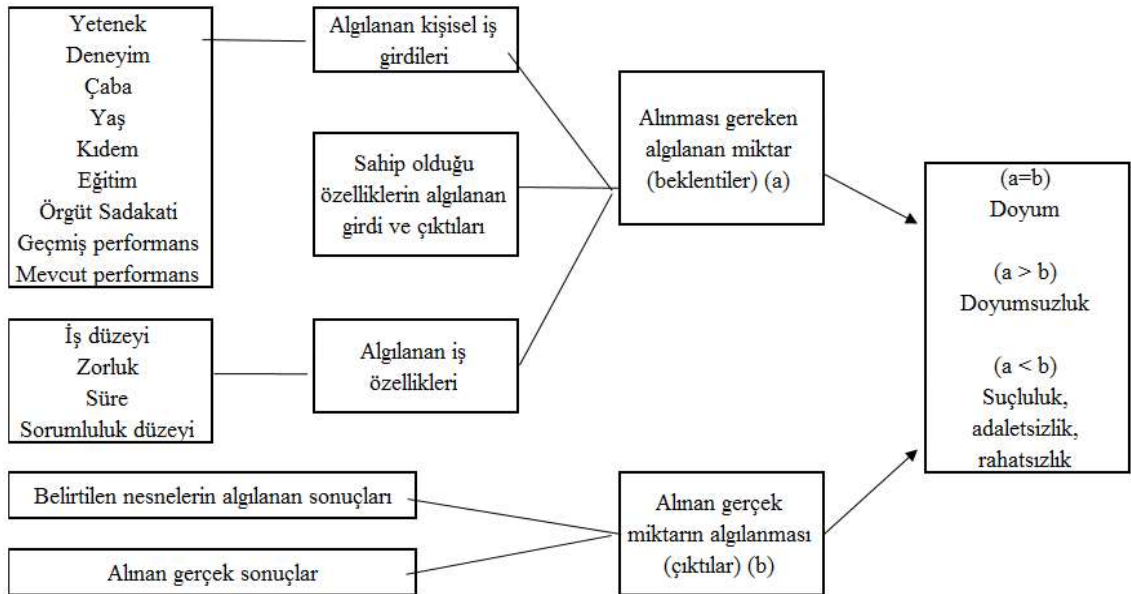 Yetenek
Deneyim
Çaba
Yaş
Kıdem
Eğitim
Örgüt Sadakati
Geçmiş performans
Mevcut performans
Algılanan kişisel iş
girdileri
Sahip olduğu
özelliklerin algılanan
girdi ve çıktıları
İş düzeyi
Zorluk
Süre
Sorumluluk düzeyi
Algılanan iş
özellikleri
Belirtilen nesnelerin algılanan sonuçları
Alınan gerçek sonuçlar
Alınması gereken
algılanan miktar
(beklentiler) (a)
Alınan gerçek
miktarın algılanması
(çıktılar) (b)
(a=b)
Doyum
(a > b)
Doyumsuzluk
(a < b)
Suçluluk,
adaletsizlik,
rahatsızlık